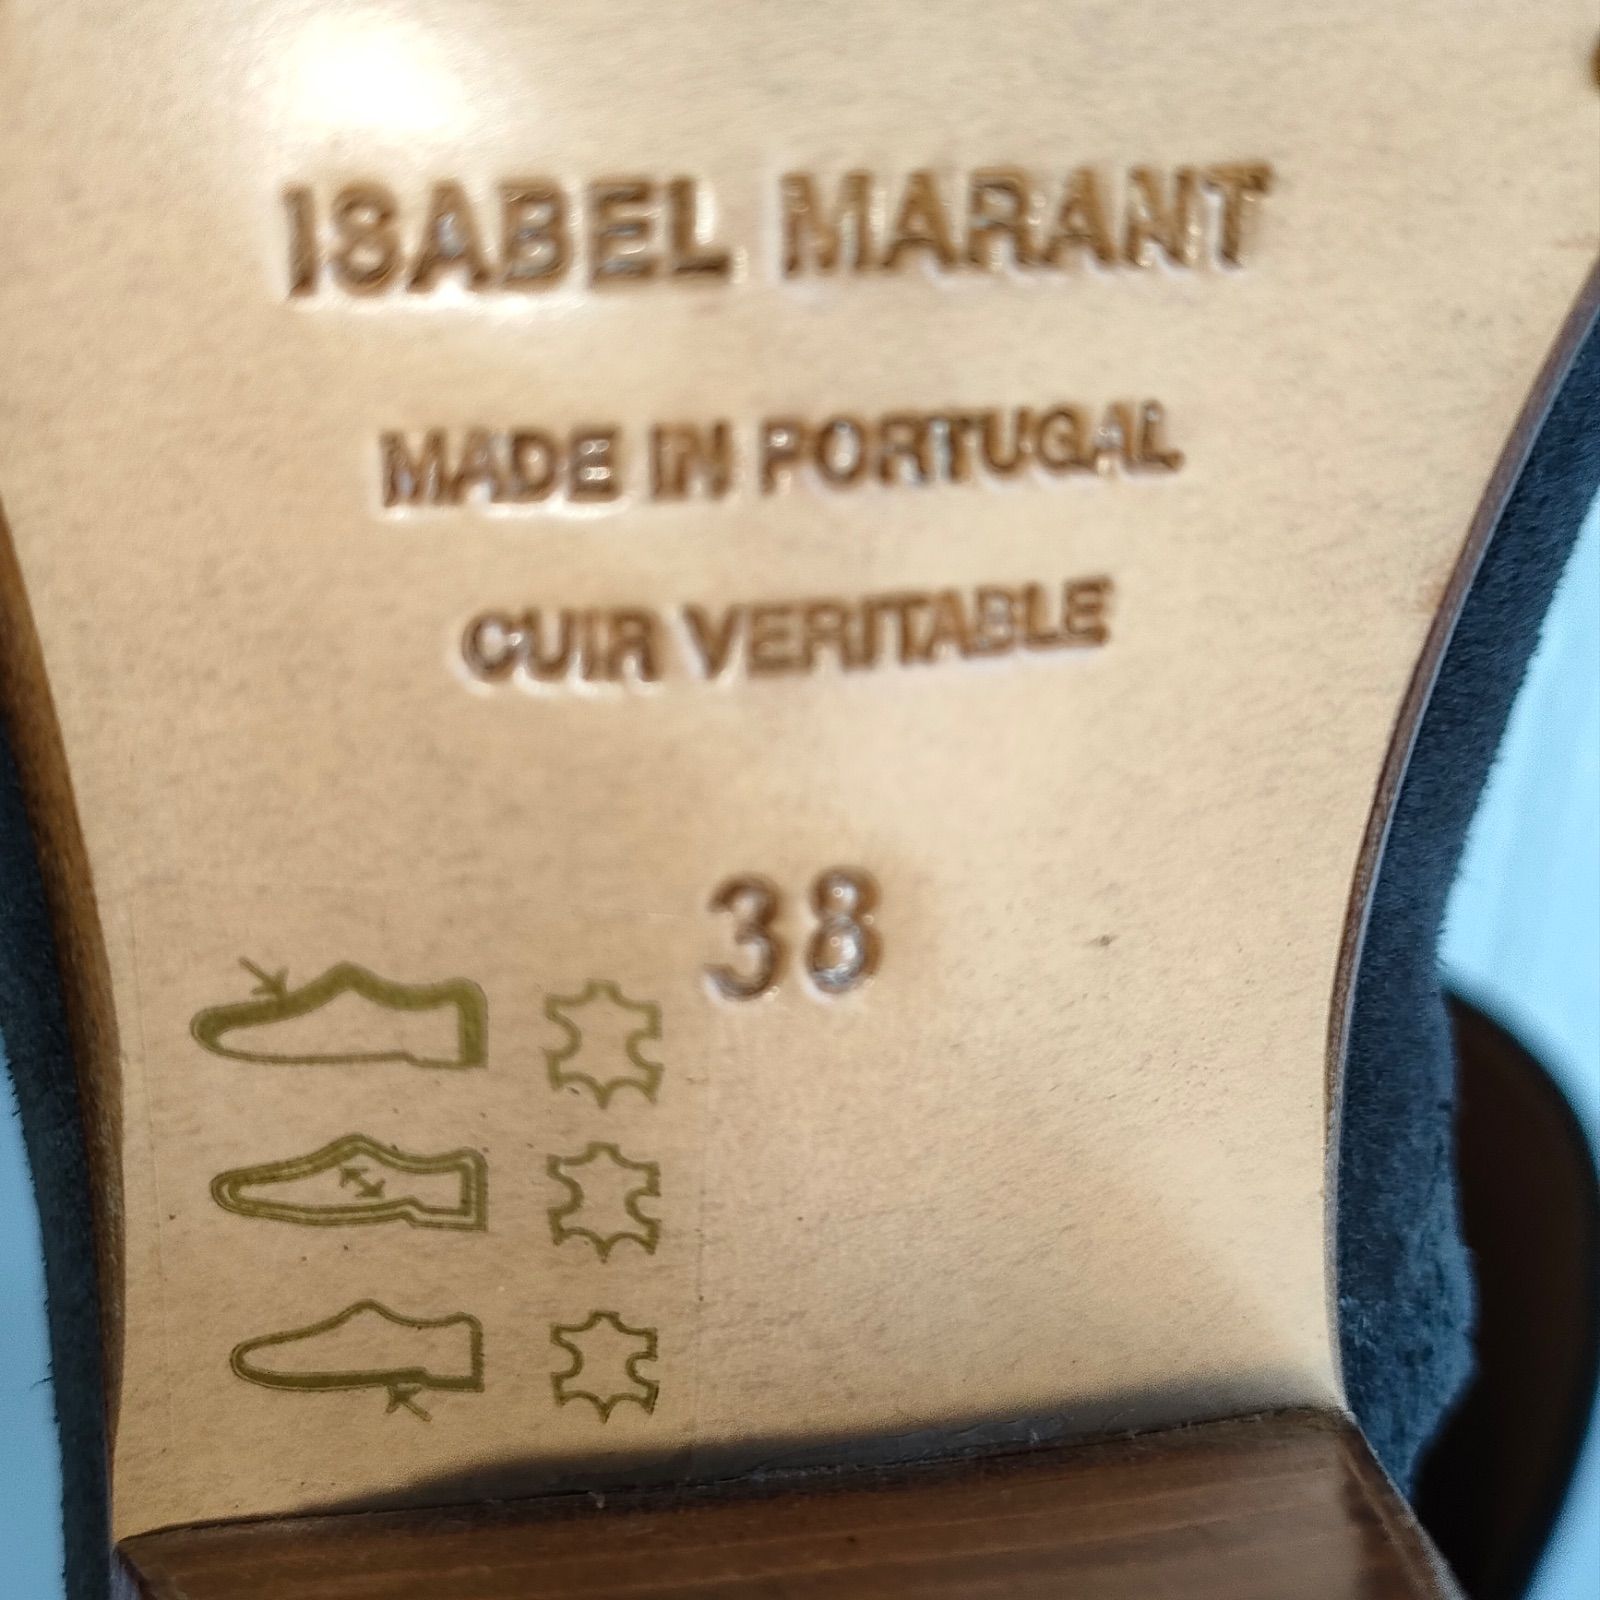 ISABEL MARANT
MADE IN PORTUGAL
CUIR VERITABLE
38